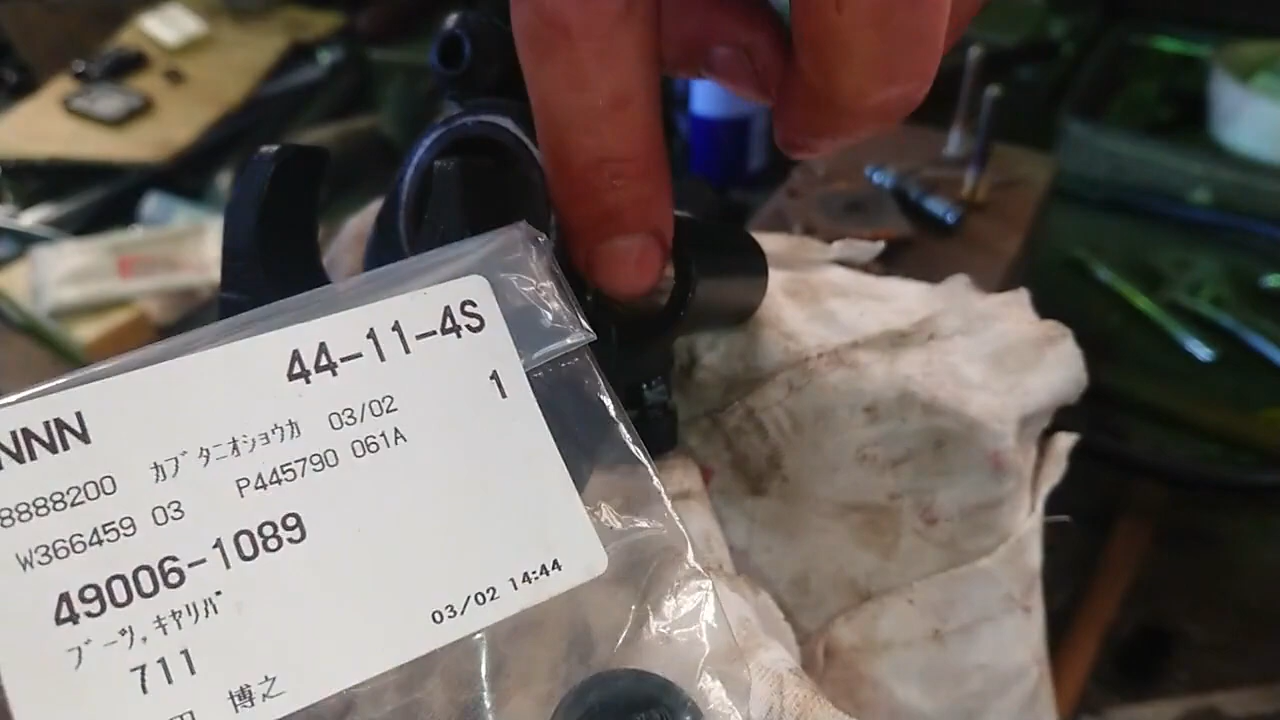 44-11-4S
NNN 1
8888200 カブタニオショウカ 03/02
W366459 03 P445790 061A
49006-1089
ブーツ,キヤリパ
711 03/02 14:44
博之